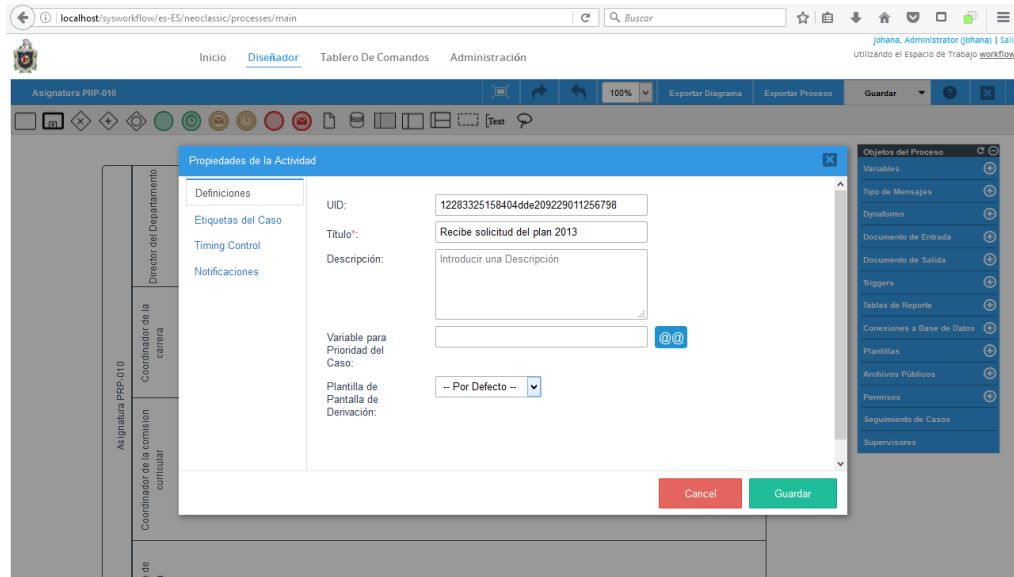 localhost/sysworkflow/es-ES/neoclassic/processes/main
Buscar
Inicio
Diseñador
Tablero De Comandos
Administración
johana, Administrator (johana) | Sali
Utilizando el Espacio de Trabajo workflow
Asignatura PRP-010
100%
Exportar Diagrama
Exportar Proceso
Guardar
?
Text
Propiedades de la Actividad
Definiciones
Etiquetas del Caso
Timing Control
Notificaciones
UID:
12283325158404dde209229011256798
Título*:
Recibe solicitud del plan 2013
Descripción:
Introducir una Descripción
Variable para
Prioridad del
Caso:
@@
Plantilla de
Pantalla de
Derivación:
-- Por Defecto --
Cancel
Guardar
Objetos del Proceso
Variables
Tipo de Mensajes
Dynaforms
Documento de Entrada
Documento de Salida
Triggers
Tablas de Reporte
Conexiones a Base de Datos
Plantillas
Archivos Públicos
Permisos
Seguimiento de Casos
Supervisores
Asignatura PRP-010
Director del Departamento
Coordinador de la
carrera
Coordinador de la comision
curricular
de